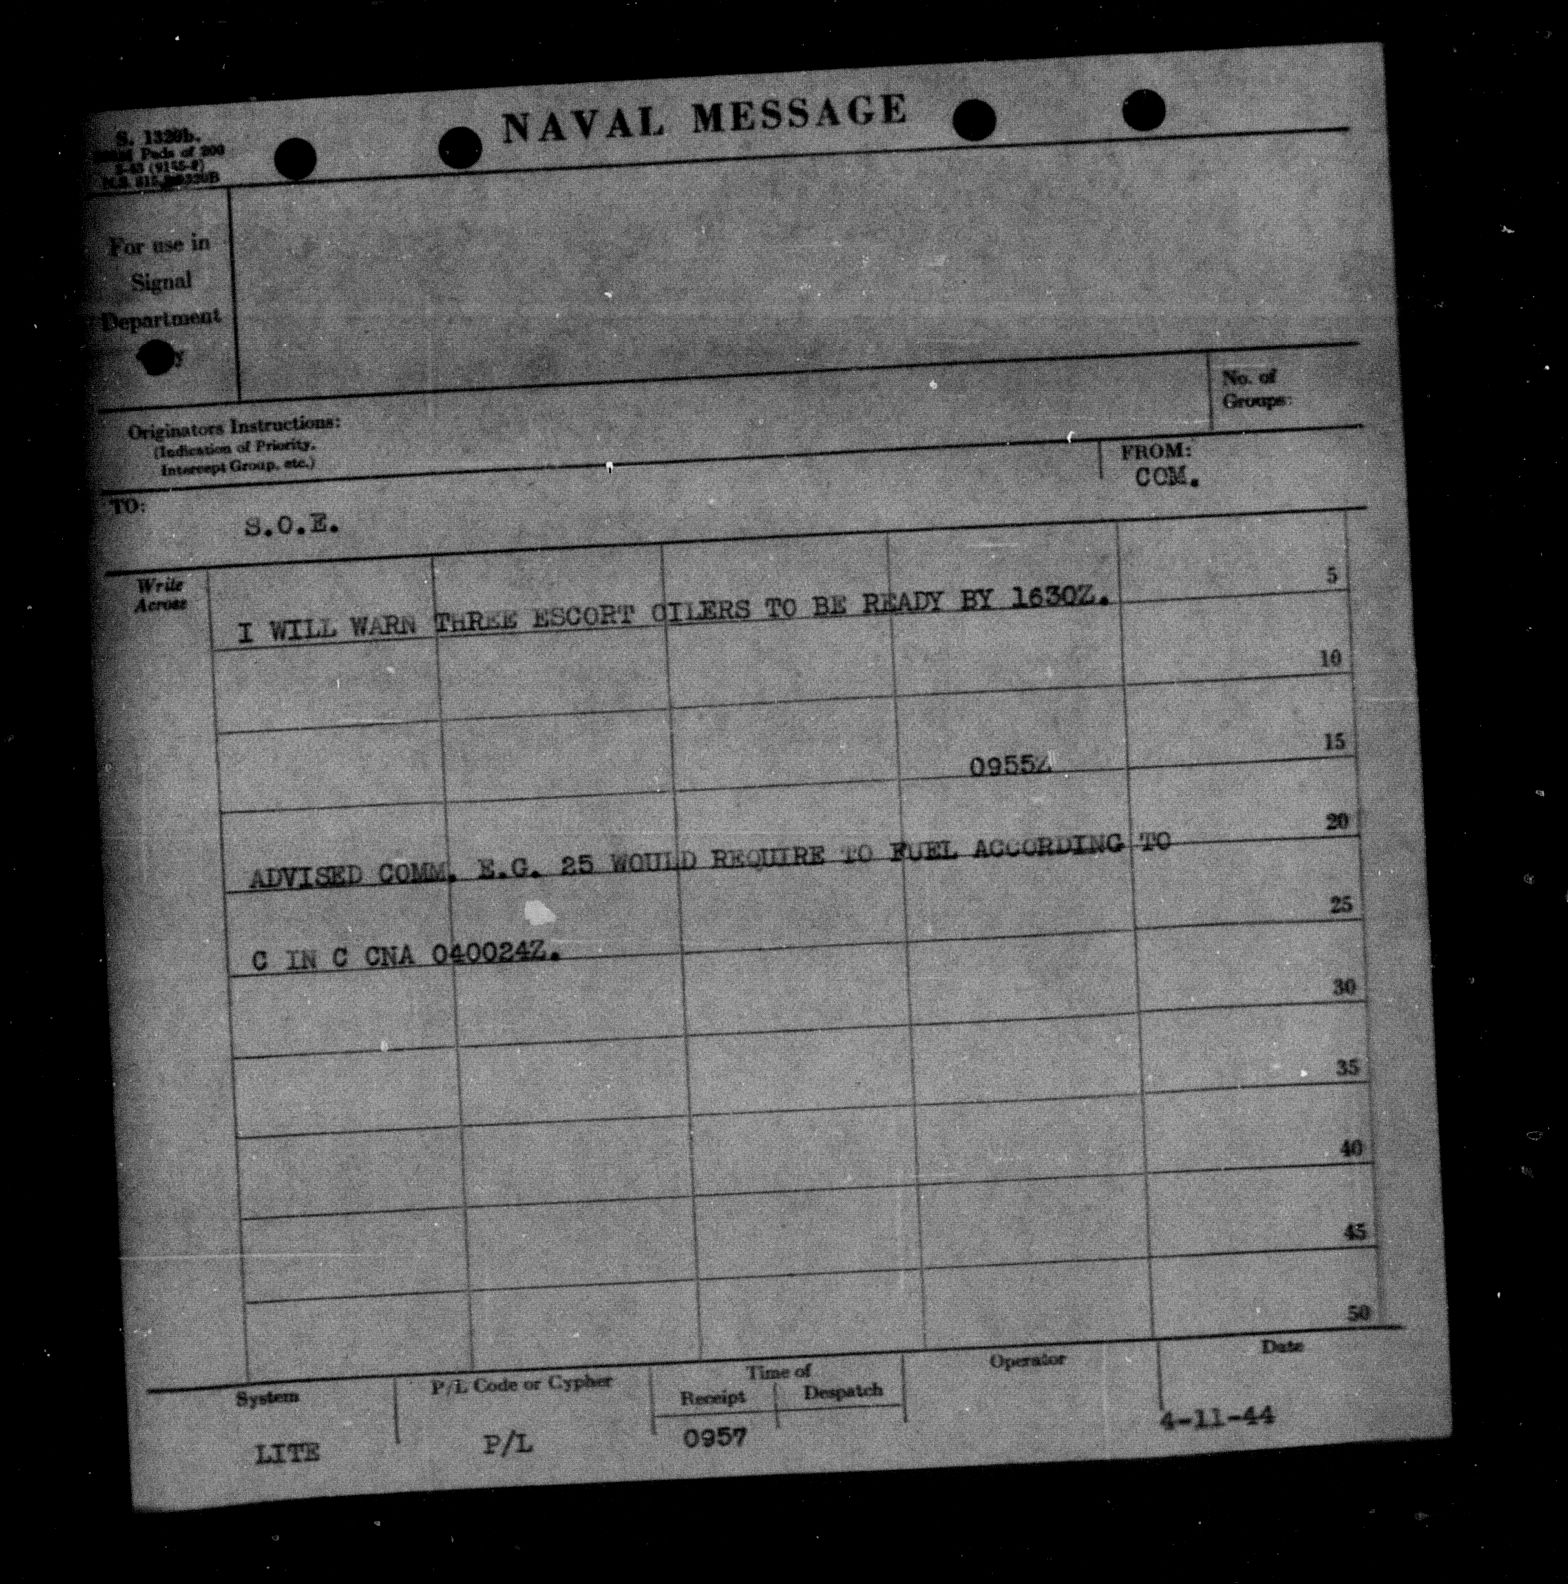 NAVAL MESSAGE
S. 1320b.
Pads of 200
For use in
Signal
Department
Originators Instructions:
(Indication of Priority,
Intercept Group, etc.)
No. of
Groups:
TO:
S.O.E.
FROM:
COM.
Write
Across
5
I WILL WARN THREE ESCORT OILERS TO BE READY BY 1630Z.
10
15
0955Z
20
ADVISED COMM. E.G. 25 WOULD REQUIRE TO FUEL ACCORDING TO
25
C IN C CNA 040024Z.
30
35
40
45
50
System
P/L Code or Cypher
Time of
Receipt
Despatch
Operator
Date
LITE
P/L
0957
4-11-44